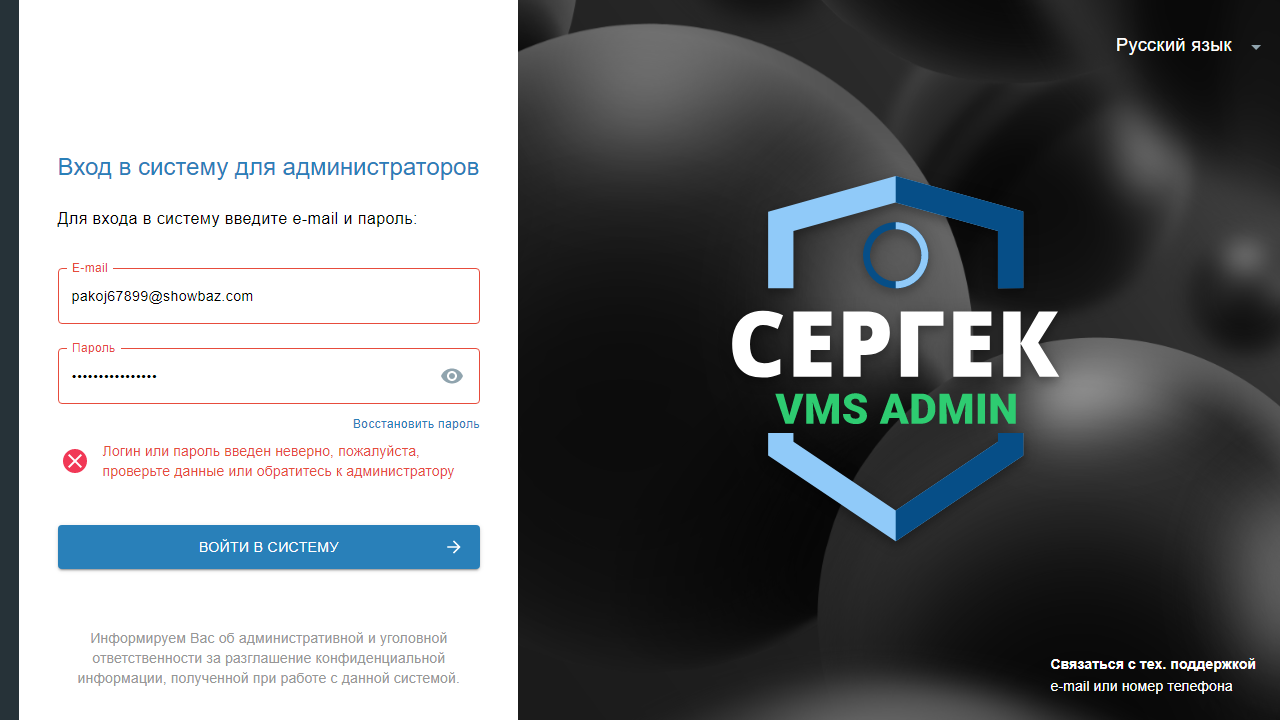 Русский язык
Вход в систему для администраторов
Для входа в систему введите e-mail и пароль:
E-mail
pakoj67899@showbaz.com
Пароль
••••••••••••••••
Восстановить пароль
Логин или пароль введен неверно, пожалуйста,
проверьте данные или обратитесь к администратору
ВОЙТИ В СИСТЕМУ
Информируем Вас об административной и уголовной
ответственности за разглашение конфиденциальной
информации, полученной при работе с данной системой.
СЕРГЕК
VMS ADMIN
Связаться с тех. поддержкой
e-mail или номер телефона